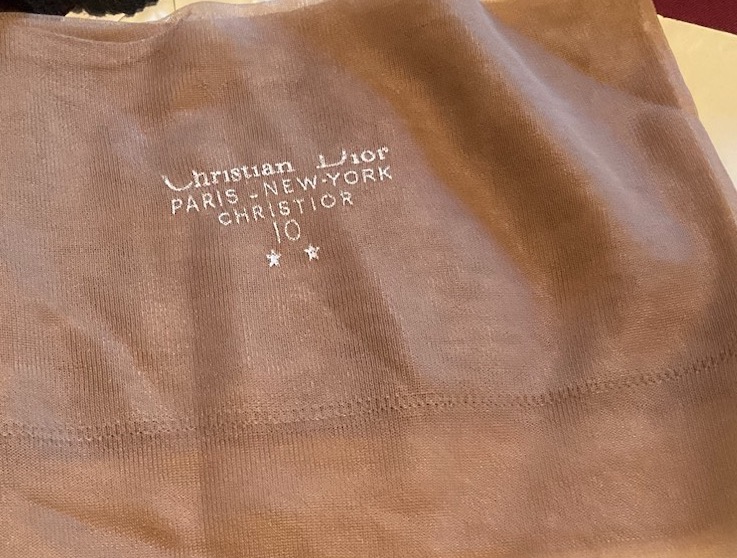 Christian Dior
PARIS - NEW-YORK
CHRISTIOR
10